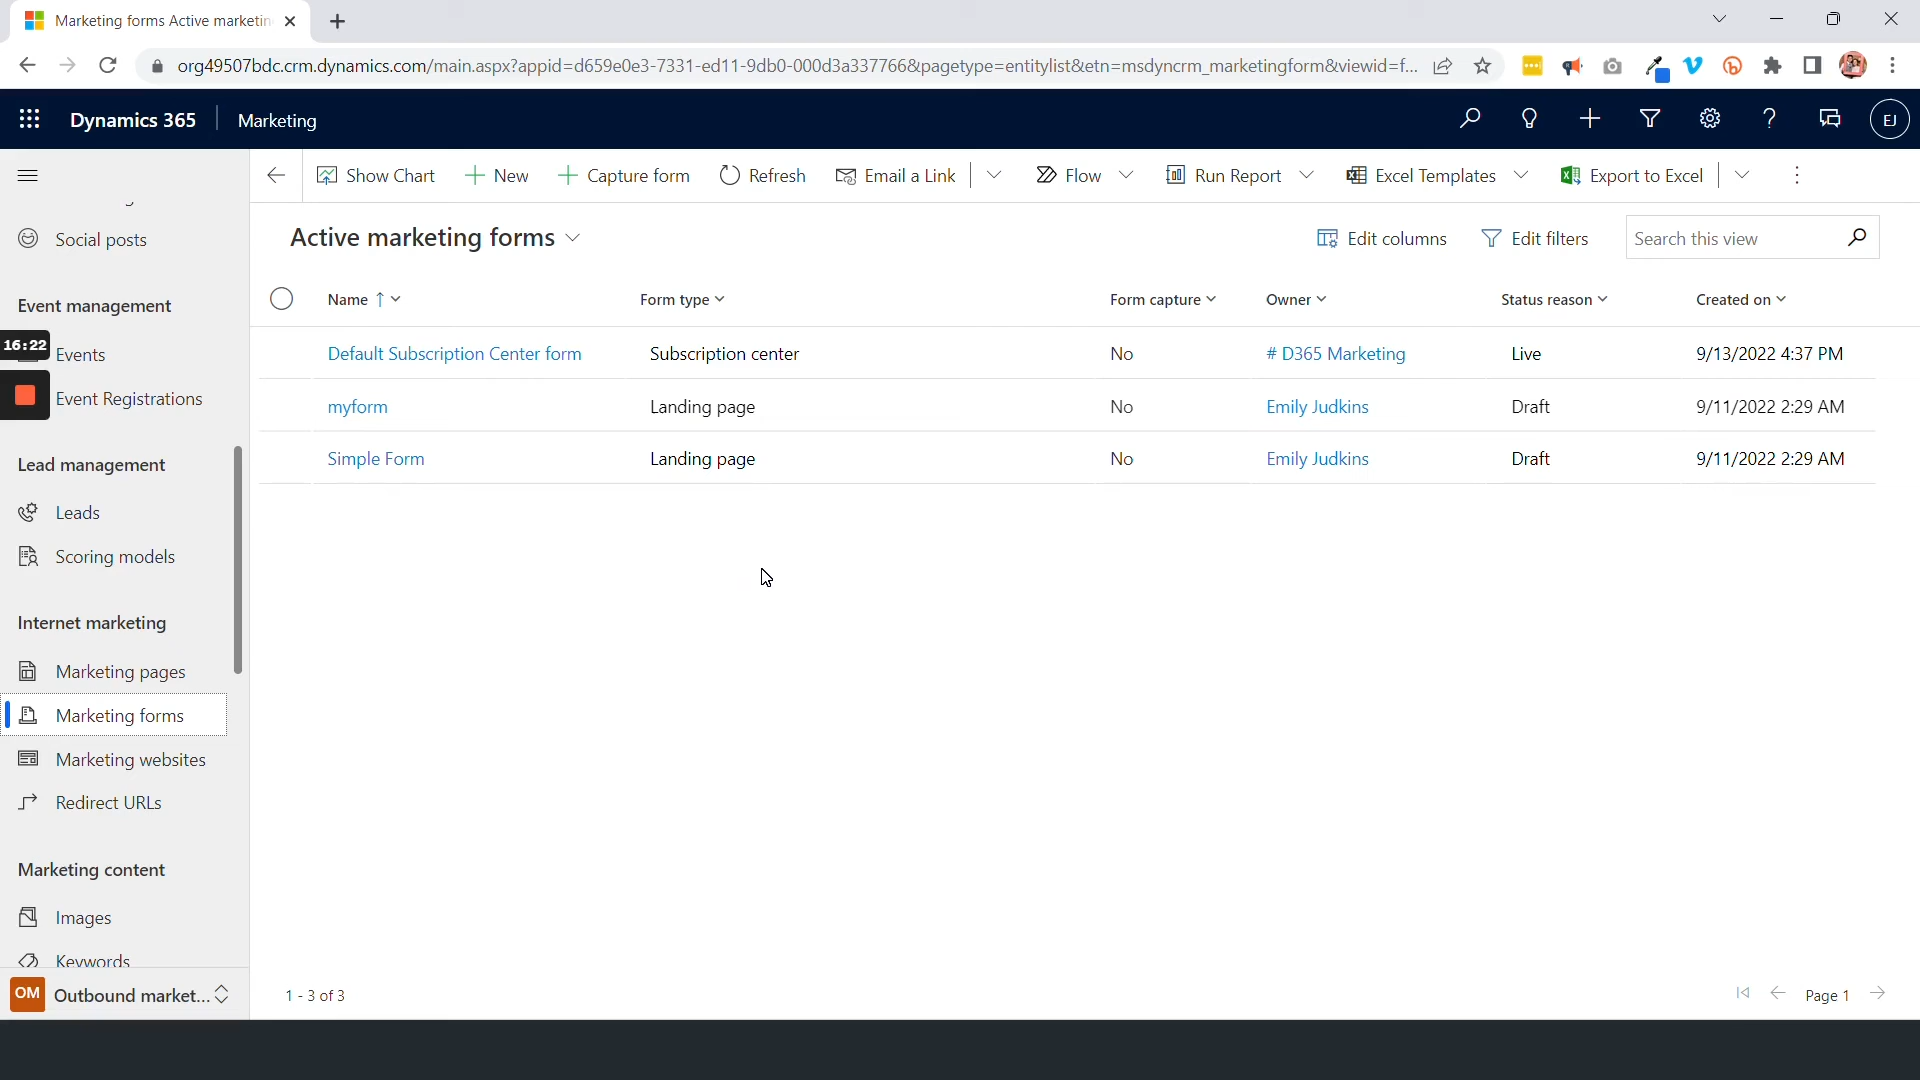 Marketing forms Active marketin
org49507bdc.crm.dynamics.com/main.aspx?appid=d659e0e3-7331-ed11-9db0-000d3a337766&pagetype=entitylist&etn=msdyncrm_marketingform&viewid=f...
Dynamics 365 Marketing
EJ
Show Chart New Capture form Refresh Email a Link Flow Run Report Excel Templates Export to Excel
Social posts
Event management
16:22
Events
Event Registrations
Lead management
Leads
Scoring models
Internet marketing
Marketing pages
Marketing forms
Marketing websites
Redirect URLs
Marketing content
Images
Keywords
OM Outbound market...
Active marketing forms
Edit columns Edit filters Search this view
Name Form type Form capture Owner Status reason Created on
Default Subscription Center form Subscription center No # D365 Marketing Live 9/13/2022 4:37 PM
myform Landing page No Emily Judkins Draft 9/11/2022 2:29 AM
Simple Form Landing page No Emily Judkins Draft 9/11/2022 2:29 AM
1 - 3 of 3
Page 1